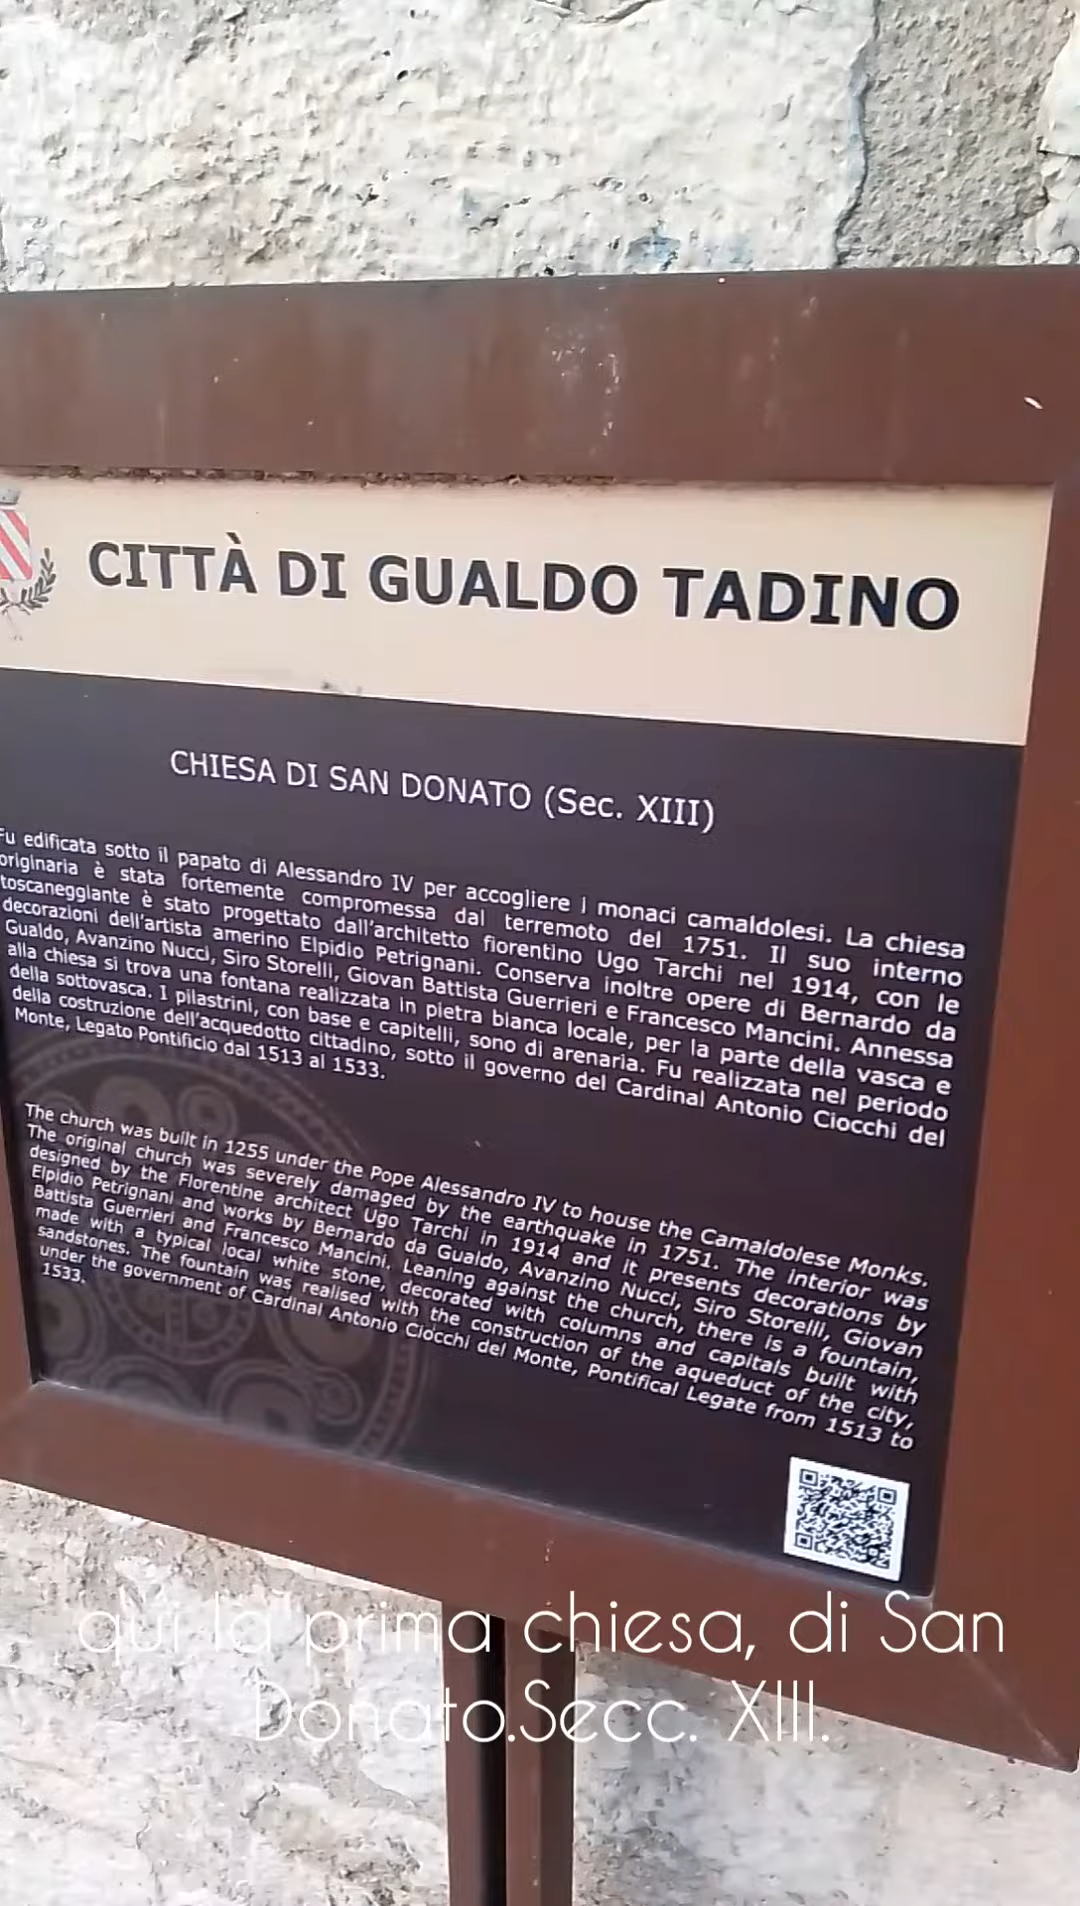 CITTÀ DI GUALDO TADINO
CHIESA DI SAN DONATO (Sec. XIII)
Fu edificata sotto il papato di Alessandro IV per accogliere i monaci camaldolesi. La chiesa
originaria è stata fortemente compromessa dal terremoto del 1751. Il suo interno
toscaneggiante è stato progettato dall'architetto fiorentino Ugo Tarchi nel 1914, con le
decorazioni dell'artista amerino Elpidio Petrignani. Conserva inoltre opere di Bernardo da
Gualdo, Avanzino Nucci, Siro Storelli, Giovan Battista Guerrieri e Francesco Mancini. Annessa
alla chiesa si trova una fontana realizzata in pietra bianca locale, per la parte della vasca e
della sottovasca. I pilastrini, con base e capitelli, sono di arenaria. Fu realizzata nel periodo
della costruzione dell'acquedotto cittadino, sotto il governo del Cardinal Antonio Ciocchi del
Monte, Legato Pontificio dal 1513 al 1533.
The church was built in 1255 under the Pope Alessandro IV to house the Camaldolese Monks.
The original church was severely damaged by the earthquake in 1751. The interior was
designed by the Florentine architect Ugo Tarchi in 1914 and it presents decorations by
Elpidio Petrignani and works by Bernardo da Gualdo, Avanzino Nucci, Siro Storelli, Giovan
Battista Guerrieri and Francesco Mancini. Leaning against the church, there is a fountain,
made with a typical local white stone, decorated with columns and capitals built with
sandstones. The fountain was realised with the construction of the aqueduct of the city,
under the government of Cardinal Antonio Ciocchi del Monte, Pontifical Legate from 1513 to
1533.
qui la prima chiesa, di San
Donato.Secc. XIII.